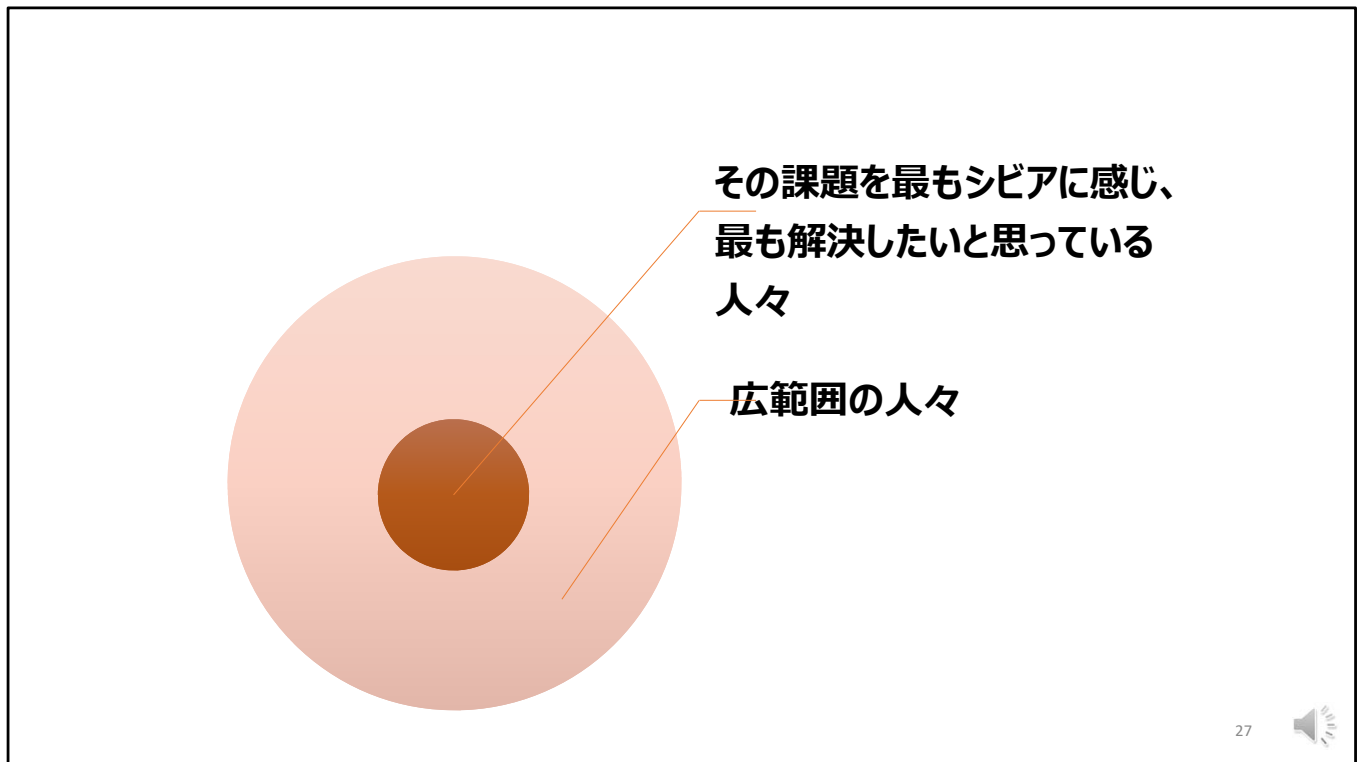 その課題を最もシビアに感じ、
最も解決したいと思っている
人々
広範囲の人々
27